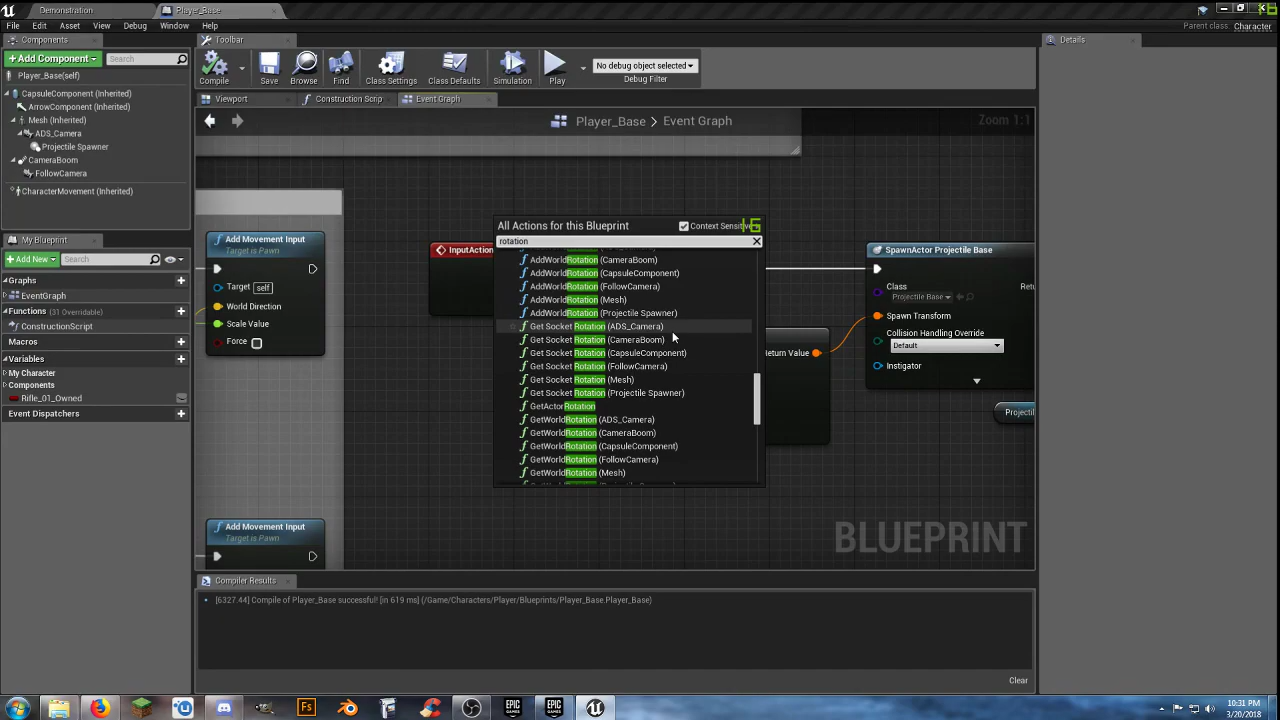 Demonstration
Player_Base
File Edit Asset View Debug Window Help
Parent class: Character
Components
Toolbar
Details
+Add Component
Search
Player_Base(self)
CapsuleComponent (Inherited)
ArrowComponent (Inherited)
Mesh (Inherited)
ADS_Camera
Projectile Spawner
CameraBoom
FollowCamera
CharacterMovement (Inherited)
Compile
Save
Browse
Find
Class Settings
Class Defaults
Simulation
Play
No debug object selected
Debug Filter
Viewport
Construction Scrip
Event Graph
Player_Base > Event Graph
Zoom 1:1
My Blueprint
+Add New
Search
Graphs
EventGraph
Functions (31 Overridable)
ConstructionScript
Macros
Variables
My Character
Components
Rifle_01_Owned
Event Dispatchers
Add Movement Input
Target is Pawn
Target self
World Direction
Scale Value
Force
Add Movement Input
Target is Pawn
InputAction
All Actions for this Blueprint
Context Sensit
rotation
AddWorldRotation (CameraBoom)
AddWorldRotation (CapsuleComponent)
AddWorldRotation (FollowCamera)
AddWorldRotation (Mesh)
AddWorldRotation (Projectile Spawner)
Get Socket Rotation (ADS_Camera)
Get Socket Rotation (CameraBoom)
Get Socket Rotation (CapsuleComponent)
Get Socket Rotation (FollowCamera)
Get Socket Rotation (Mesh)
Get Socket Rotation (Projectile Spawner)
GetActorRotation
GetWorldRotation (ADS_Camera)
GetWorldRotation (CameraBoom)
GetWorldRotation (CapsuleComponent)
GetWorldRotation (FollowCamera)
GetWorldRotation (Mesh)
Return Value
SpawnActor Projectile Base
Class
Projectile Base
Spawn Transform
Collision Handling Override
Default
Instigator
Projectil
BLUEPRINT
Compiler Results
[6327.44] Compile of Player_Base successful! [in 619 ms] (/Game/Characters/Player/Blueprints/Player_Base.Player_Base)
Clear
10:31 PM
3/20/2018